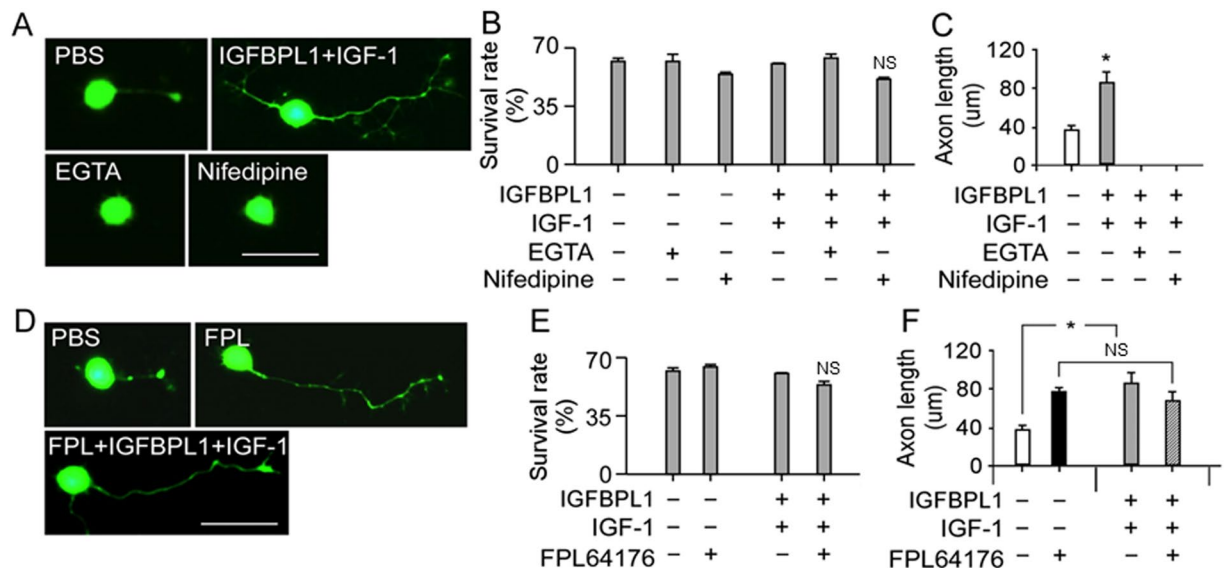 A
PBS
IGFBPL1+IGF-1
EGTA
Nifedipine
B
Survival rate
(%)
70
35
0
NS
IGFBPL1 – – – + + +
IGF-1 – – – + + +
EGTA – + – – + –
Nifedipine – – + – – +
C
Axon length
(um)
120
80
40
0
*
IGFBPL1 – + + +
IGF-1 – + + +
EGTA – – + –
Nifedipine – – – +
D
PBS
FPL
FPL+IGFBPL1+IGF-1
E
Survival rate
(%)
70
35
0
NS
IGFBPL1 – – + +
IGF-1 – – + +
FPL64176 – + – +
F
Axon length
(um)
120
80
40
0
*
NS
IGFBPL1 – – + +
IGF-1 – – + +
FPL64176 – + – +